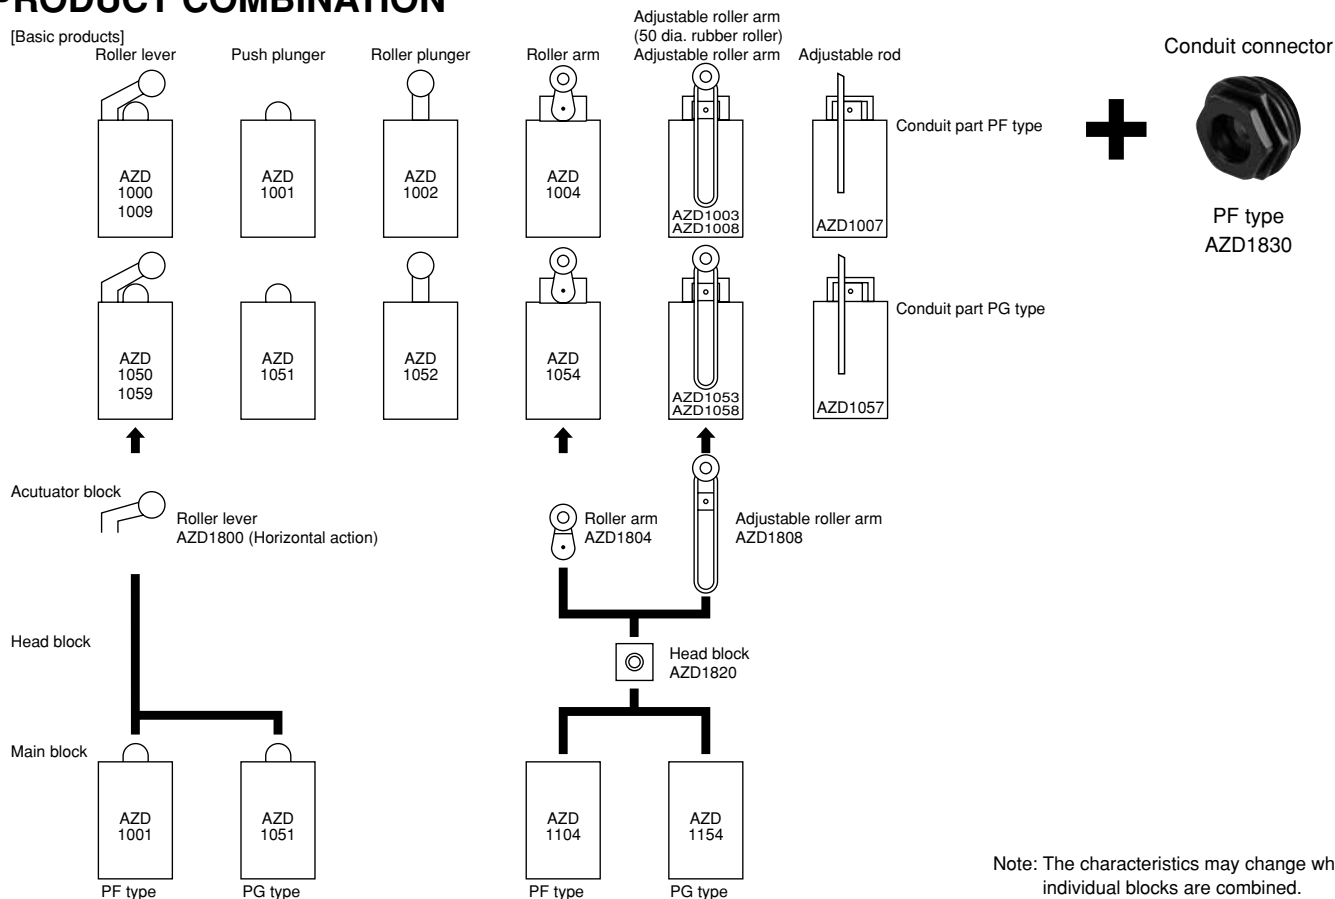 PRODUCT COMBINATION
[Basic products]
Roller lever
Push plunger
Roller plunger
Roller arm
Adjustable roller arm
(50 dia. rubber roller)
Adjustable roller arm
Adjustable rod
Conduit connector
AZD
1000
1009
AZD
1001
AZD
1002
AZD
1004
AZD1003
AZD1008
AZD1007
Conduit part PF type
PF type
AZD1830
AZD
1050
1059
AZD
1051
AZD
1052
AZD
1054
AZD1053
AZD1058
AZD1057
Conduit part PG type
Acutuator block
Roller lever
AZD1800 (Horizontal action)
Roller arm
AZD1804
Adjustable roller arm
AZD1808
Head block
Head block
AZD1820
Main block
AZD
1001
PF type
AZD
1051
PG type
AZD
1104
PF type
AZD
1154
PG type
Note: The characteristics may change wh
individual blocks are combined.